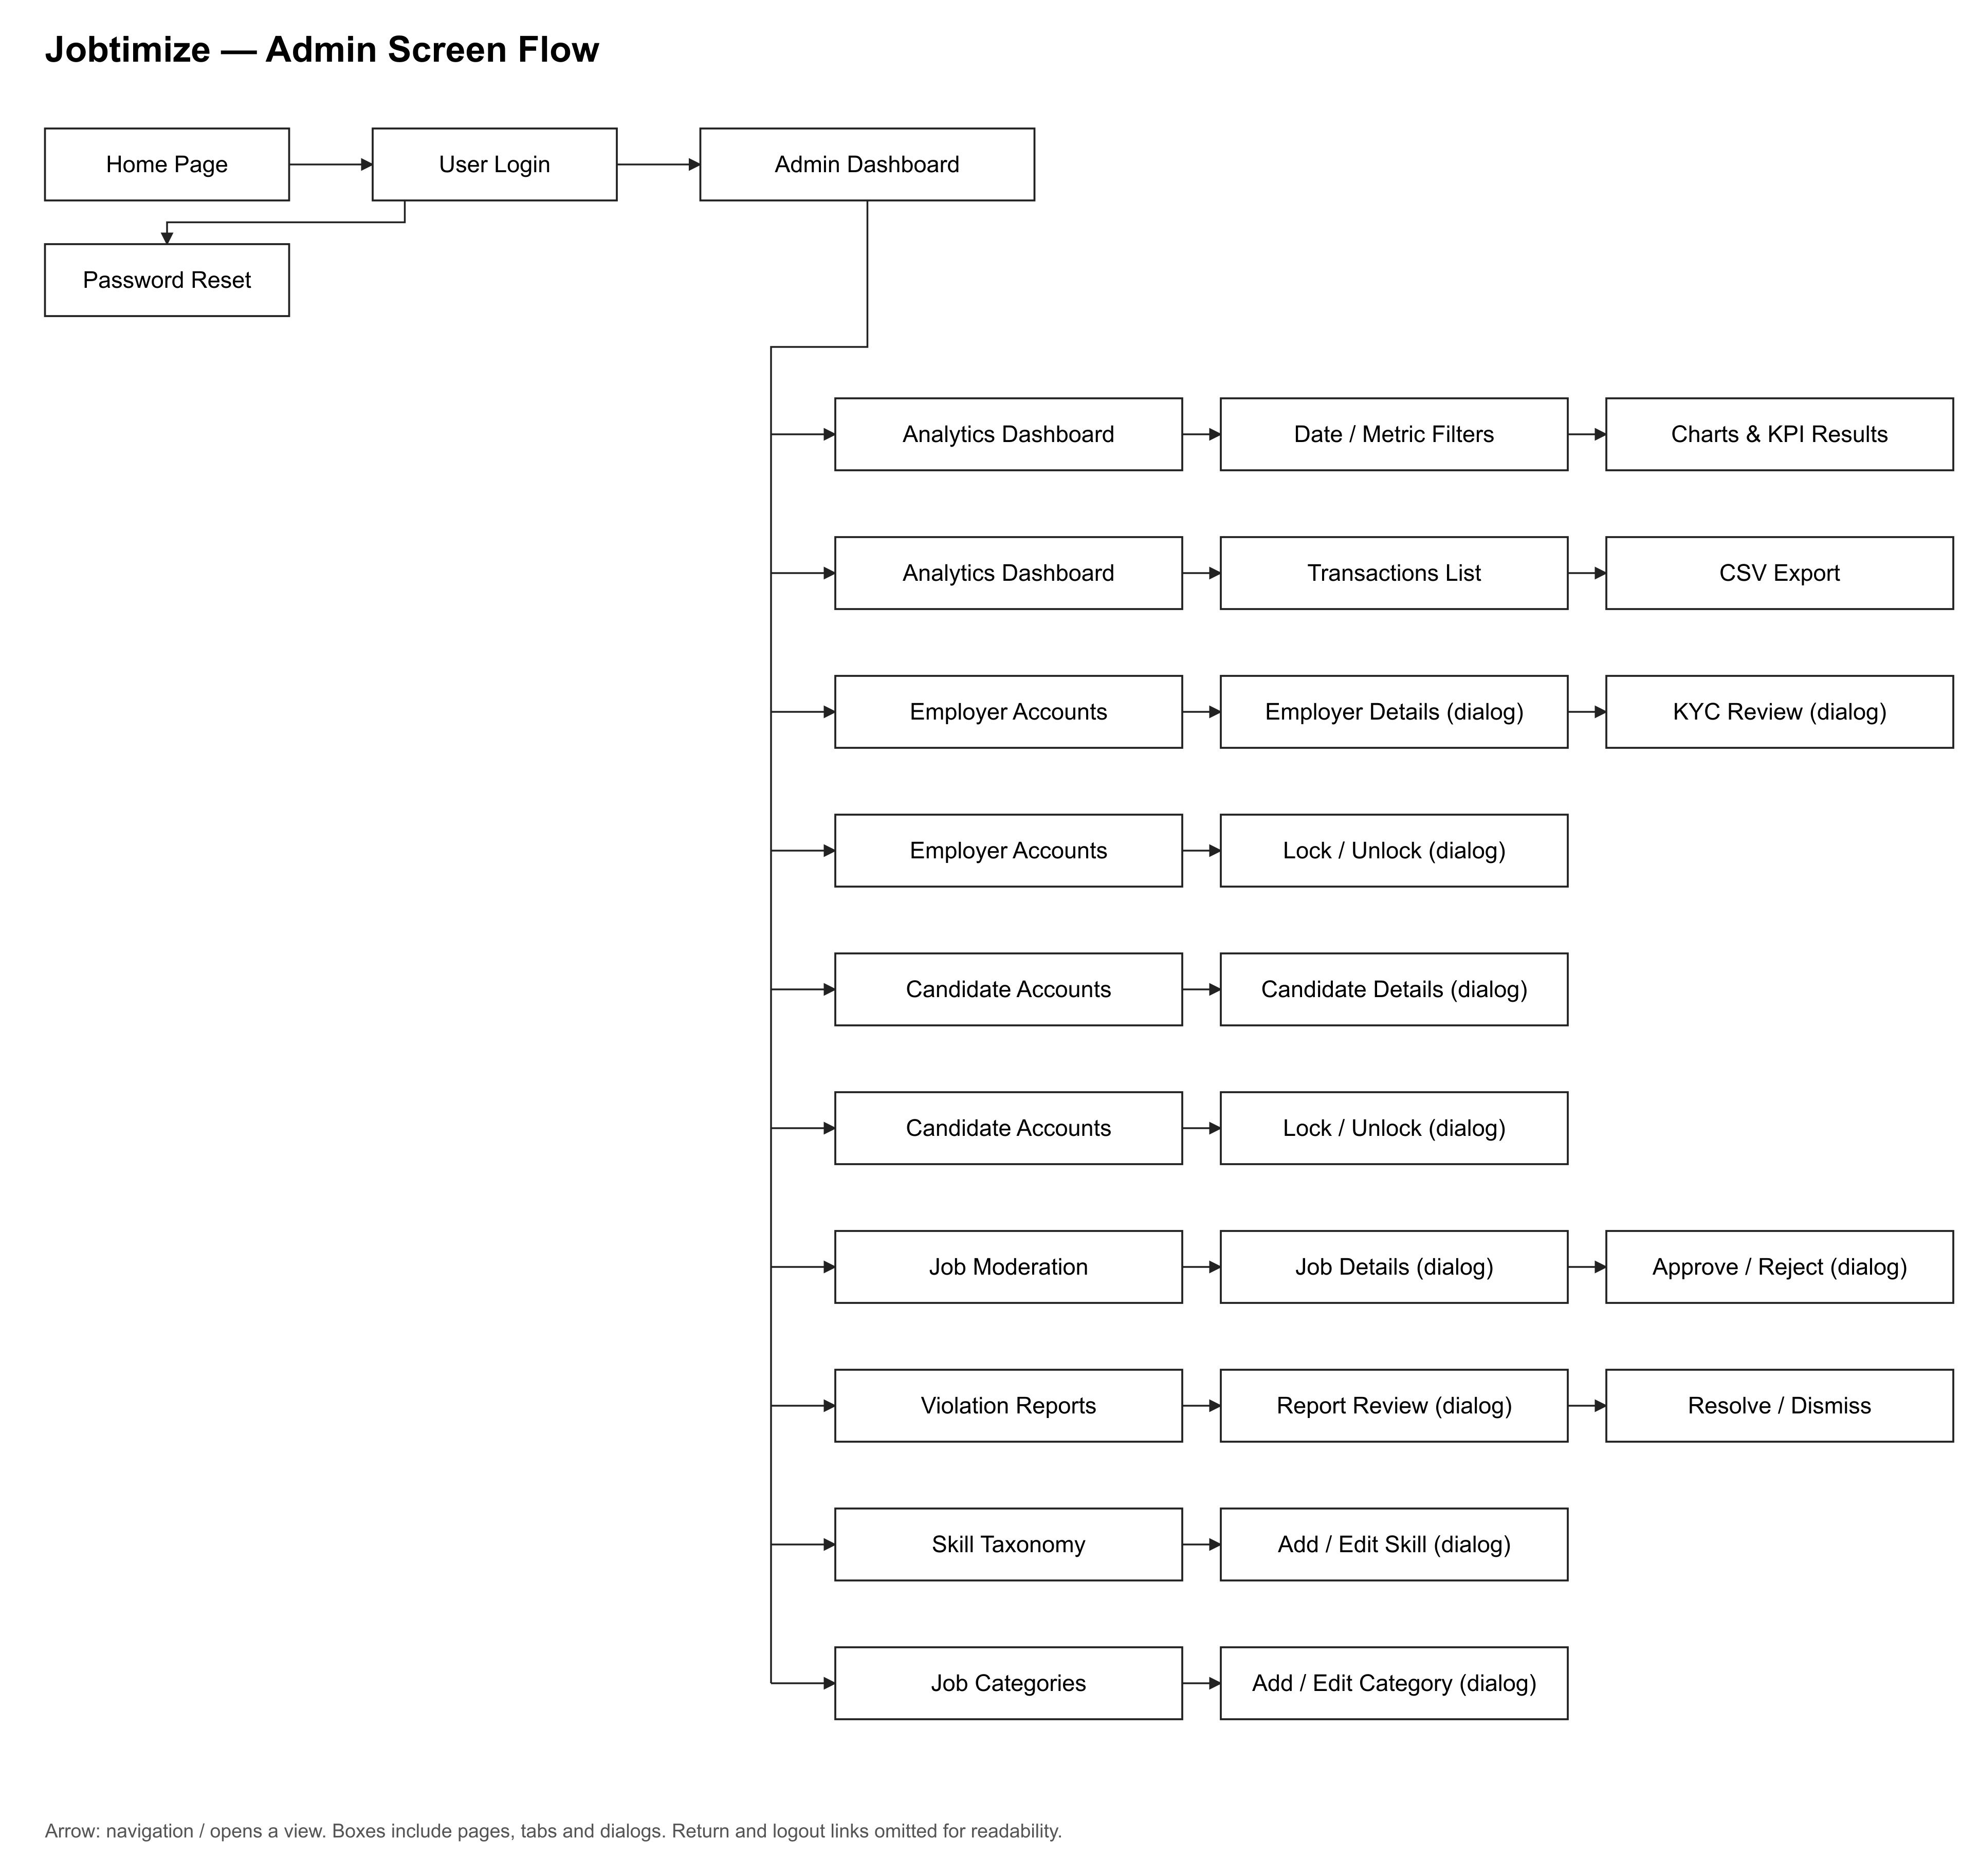 Jobtimize — Admin Screen Flow
Home Page
User Login
Admin Dashboard
Password Reset
Analytics Dashboard
Date / Metric Filters
Charts & KPI Results
Analytics Dashboard
Transactions List
CSV Export
Employer Accounts
Employer Details (dialog)
KYC Review (dialog)
Employer Accounts
Lock / Unlock (dialog)
Candidate Accounts
Candidate Details (dialog)
Candidate Accounts
Lock / Unlock (dialog)
Job Moderation
Job Details (dialog)
Approve / Reject (dialog)
Violation Reports
Report Review (dialog)
Resolve / Dismiss
Skill Taxonomy
Add / Edit Skill (dialog)
Job Categories
Add / Edit Category (dialog)
Arrow: navigation / opens a view. Boxes include pages, tabs and dialogs. Return and logout links omitted for readability.